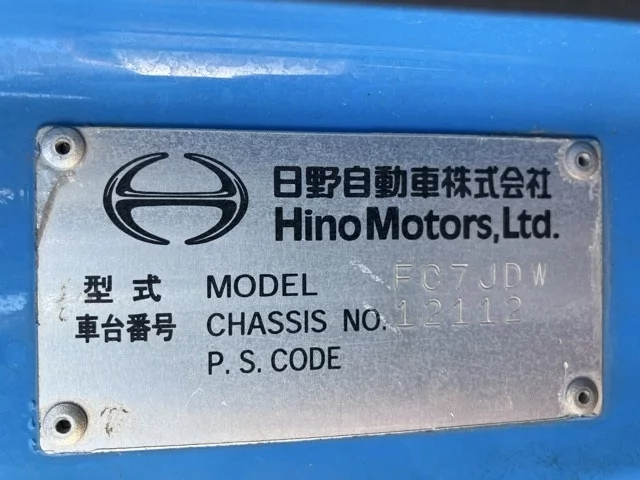 日野自動車株式会社
Hino Motors, Ltd.
型式 MODEL FC7JDW
車台番号 CHASSIS NO. 12112
P. S. CODE